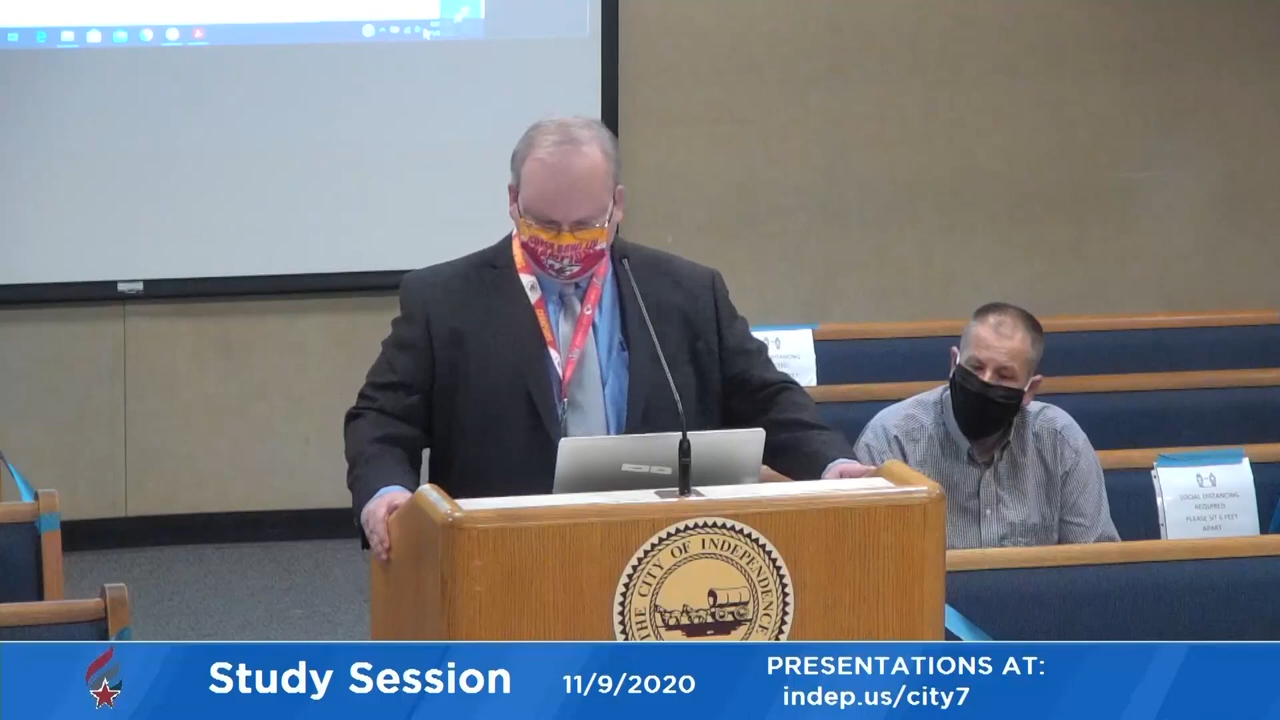 SOCIAL DISTANCING
REQUIRED
PLEASE SIT 6 FEET
APART
THE CITY OF INDEPENDENCE
Study Session
11/9/2020
PRESENTATIONS AT:
indep.us/city7